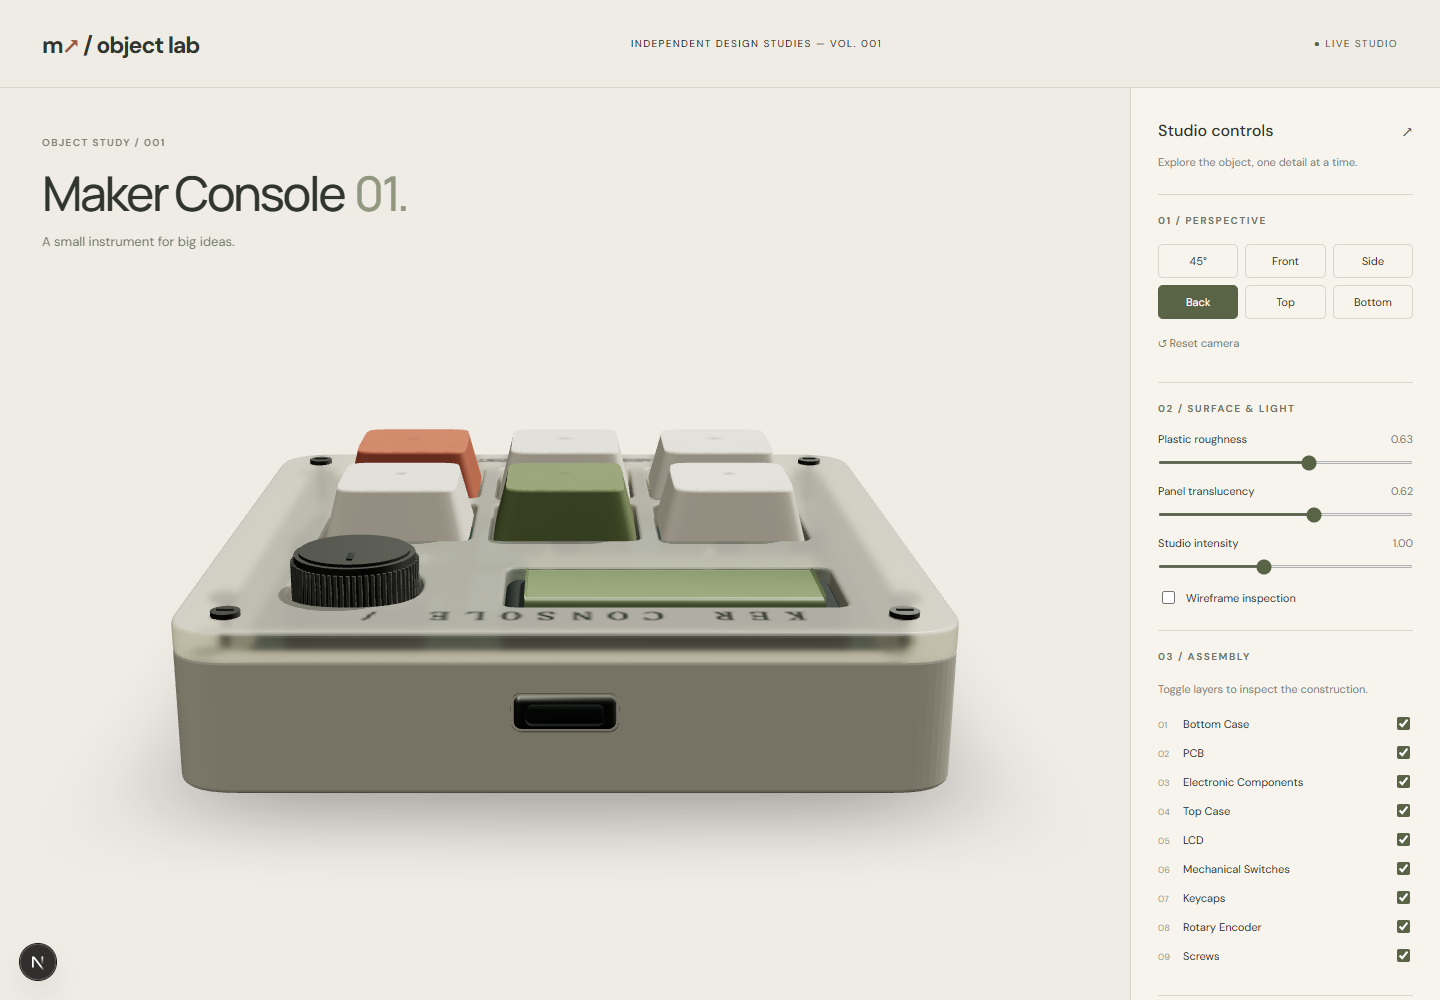 m↗ / object lab
INDEPENDENT DESIGN STUDIES — VOL. 001
● LIVE STUDIO
OBJECT STUDY / 001
Maker Console 01.
A small instrument for big ideas.
KER CONSOLE /
Studio controls ↗
Explore the object, one detail at a time.
01 / PERSPECTIVE
45° Front Side
Back Top Bottom
↺ Reset camera
02 / SURFACE & LIGHT
Plastic roughness 0.63
Panel translucency 0.62
Studio intensity 1.00
Wireframe inspection
03 / ASSEMBLY
Toggle layers to inspect the construction.
01 Bottom Case
02 PCB
03 Electronic Components
04 Top Case
05 LCD
06 Mechanical Switches
07 Keycaps
08 Rotary Encoder
09 Screws
N